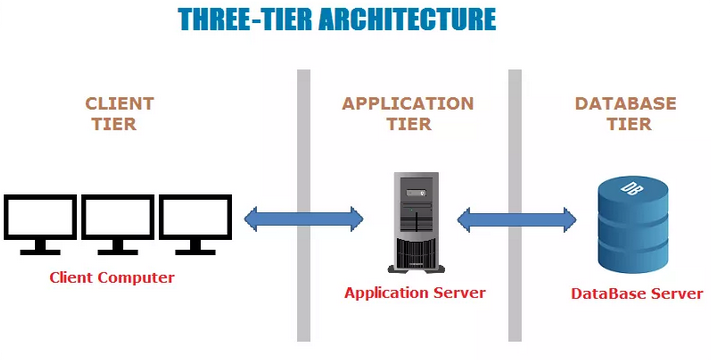 THREE-TIER ARCHITECTURE
CLIENT
TIER
APPLICATION
TIER
DATABASE
TIER
DB
Client Computer
Application Server
DataBase Server